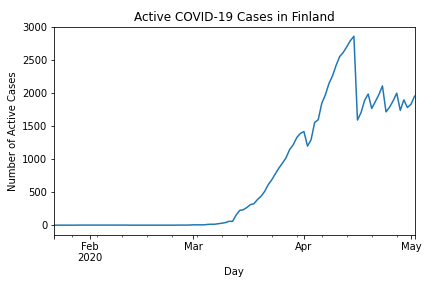 Active COVID-19 Cases in Finland
Number of Active Cases
3000
2500
2000
1500
1000
500
0
Feb
2020
Mar
Apr
May
Day